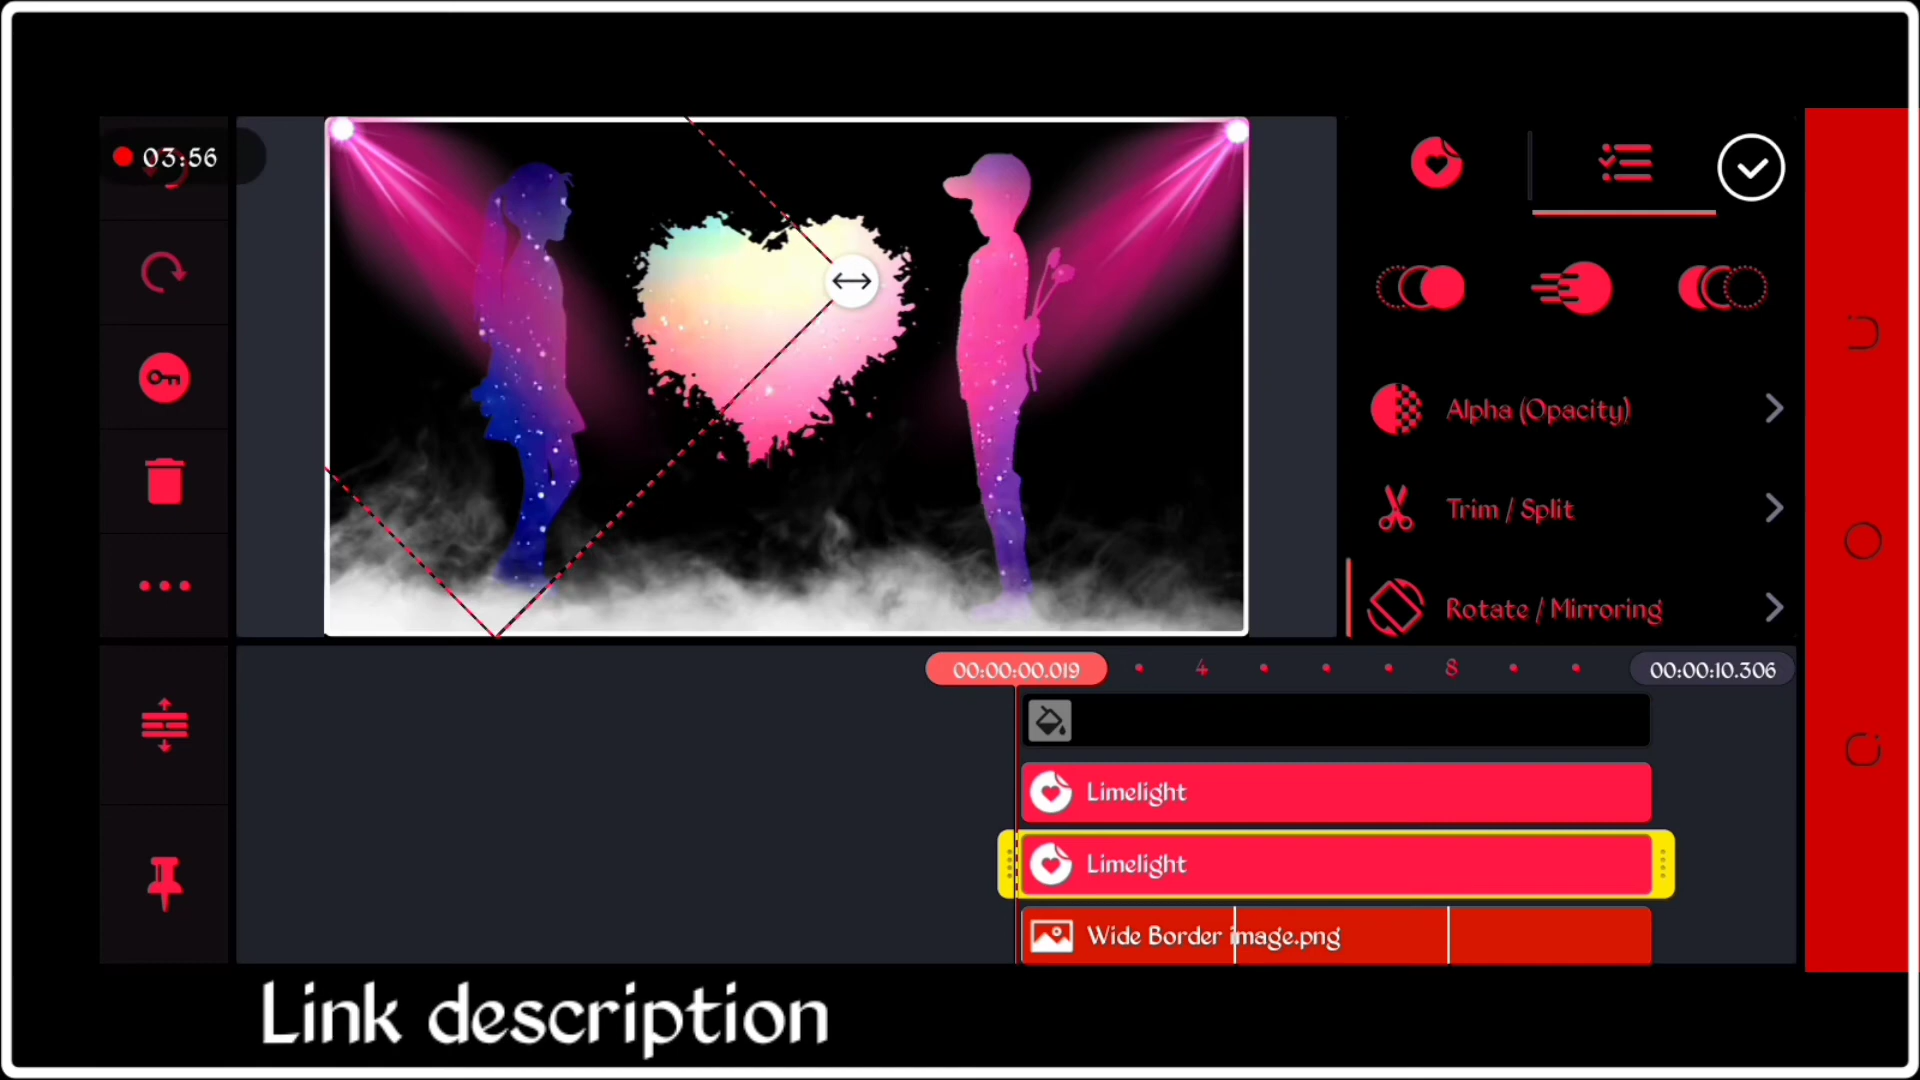 03:56
Alpha (Opacity)
Trim / Split
Rotate / Mirroring
00:00:00.019
4
8
00:00:10.306
Limelight
Limelight
Wide Border image.png
Link description